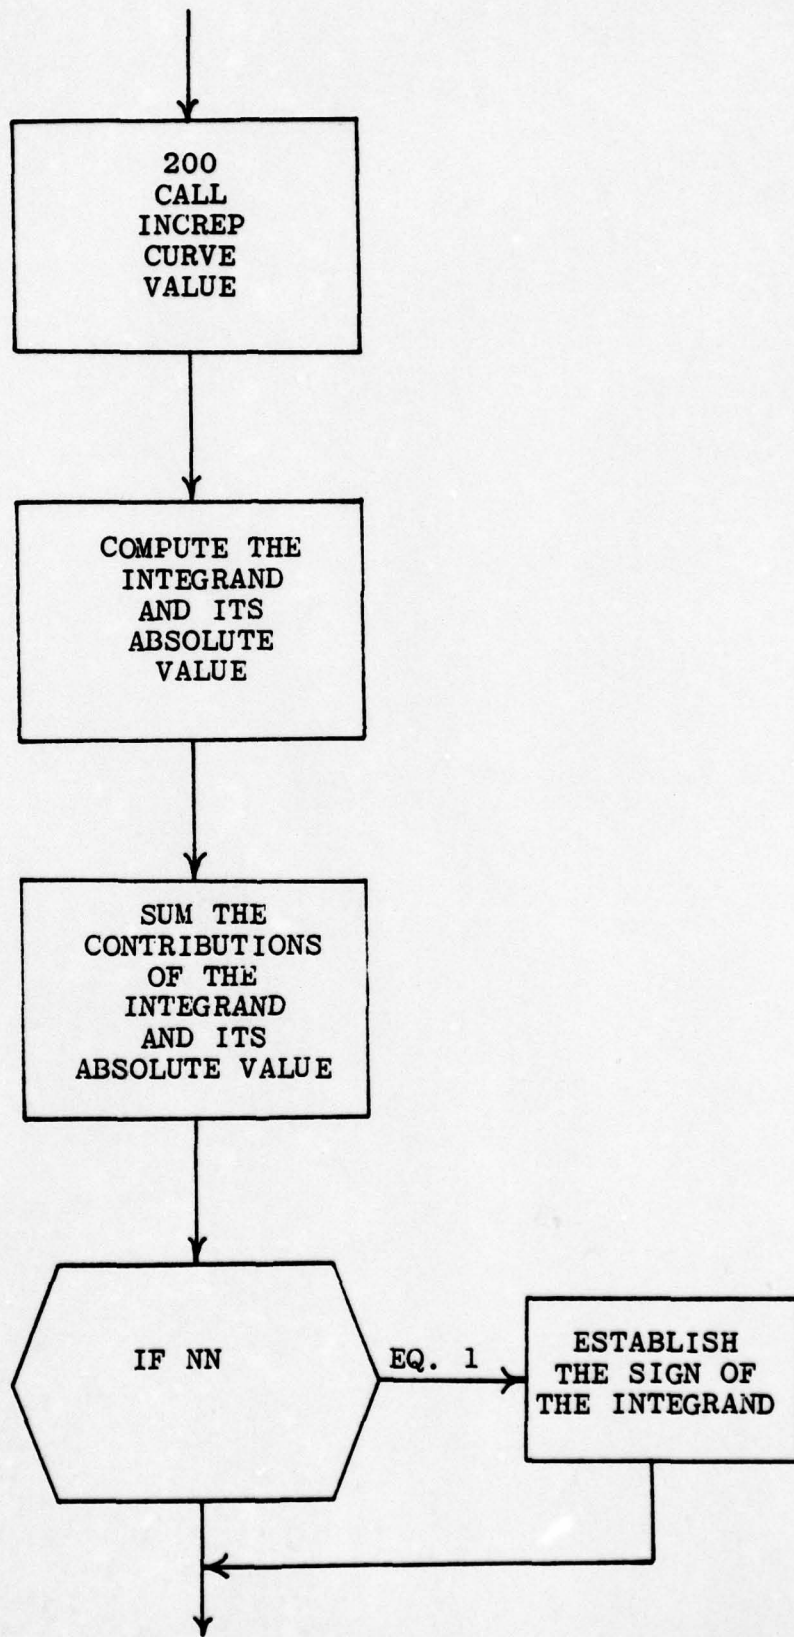 200
CALL
INCREP
CURVE
VALUE
COMPUTE THE
INTEGRAND
AND ITS
ABSOLUTE
VALUE
SUM THE
CONTRIBUTIONS
OF THE
INTEGRAND
AND ITS
ABSOLUTE VALUE
IF NN
EQ. 1
ESTABLISH
THE SIGN OF
THE INTEGRAND